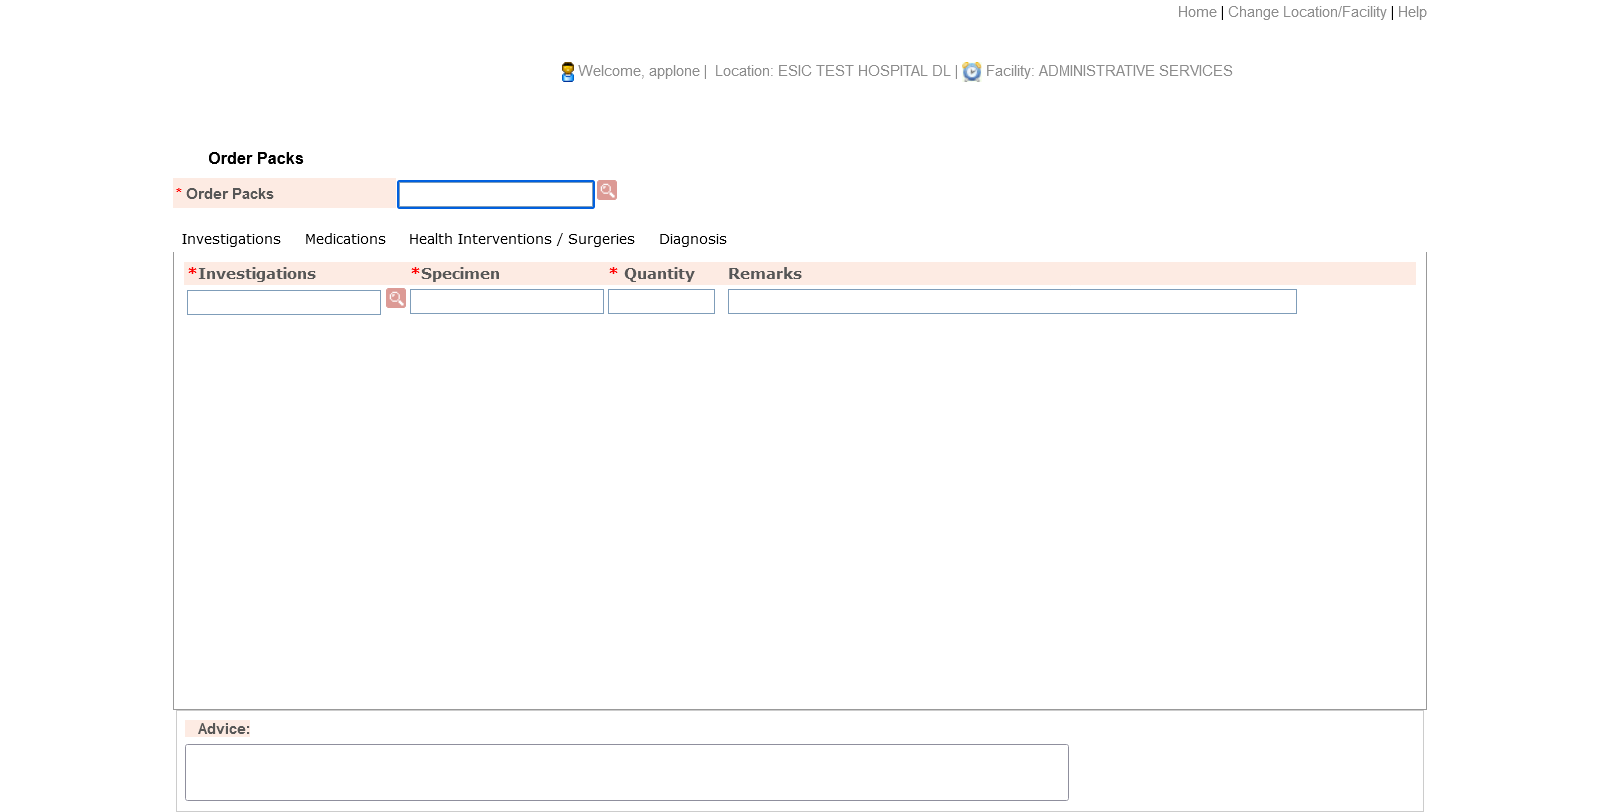 Home | Change Location/Facility | Help
Welcome, applone | Location: ESIC TEST HOSPITAL DL | Facility: ADMINISTRATIVE SERVICES
Order Packs
* Order Packs
Investigations Medications Health Interventions / Surgeries Diagnosis
*Investigations *Specimen * Quantity Remarks
Advice: